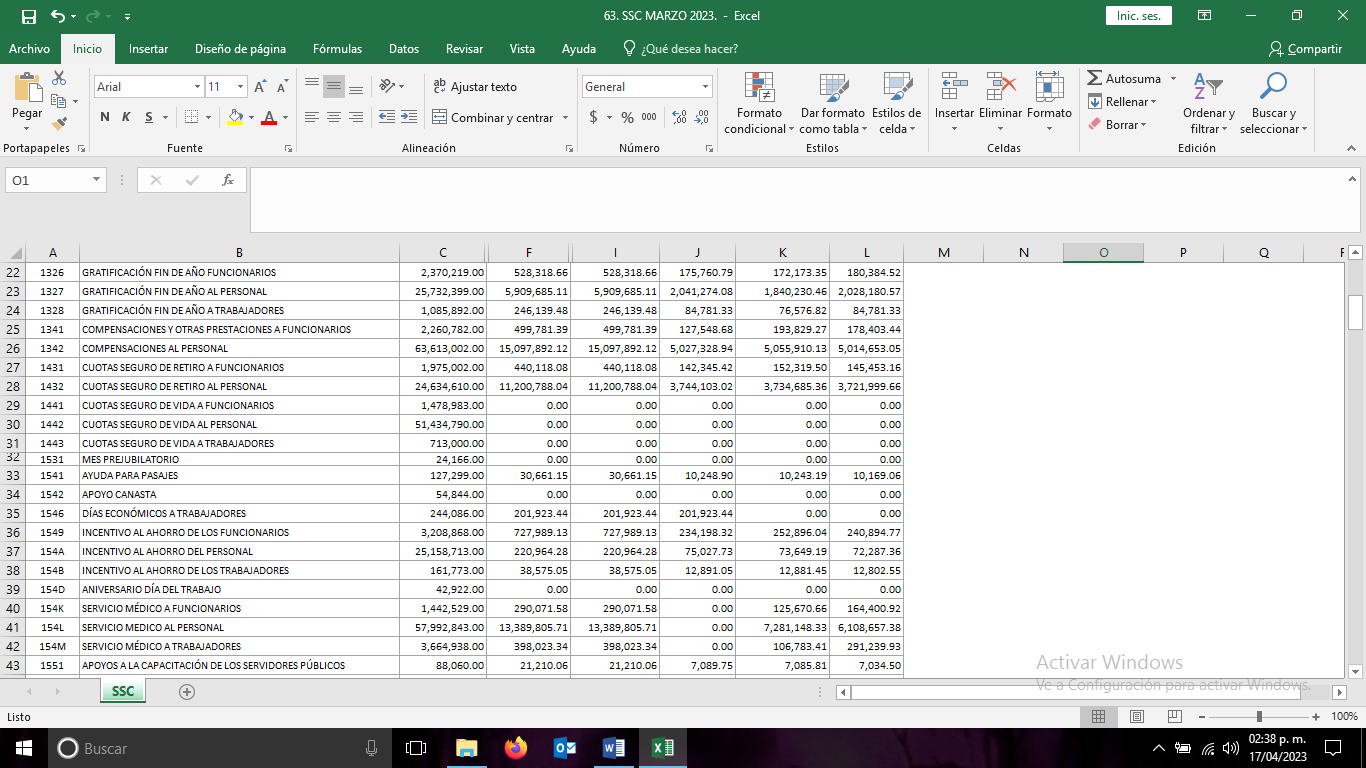 63. SSC MARZO 2023. - Excel
Inic. ses.
Archivo Inicio Insertar Diseño de página Fórmulas Datos Revisar Vista Ayuda ¿Qué desea hacer? Compartir
Pegar
Arial 11
N K S
Ajustar texto
Combinar y centrar
General
$ % 000
Formato condicional
Dar formato como tabla
Estilos de celda
Insertar Eliminar Formato
Autosuma
Rellenar
Borrar
Ordenar y filtrar
Buscar y seleccionar
Portapapeles Fuente Alineación Número Estilos Celdas Edición
O1 fx
A B C F I J K L M N O P Q
22 1326 GRATIFICACIÓN FIN DE AÑO FUNCIONARIOS 2,370,219.00 528,318.66 528,318.66 175,760.79 172,173.35 180,384.52
23 1327 GRATIFICACIÓN FIN DE AÑO AL PERSONAL 25,732,399.00 5,909,685.11 5,909,685.11 2,041,274.08 1,840,230.46 2,028,180.57
24 1328 GRATIFICACIÓN FIN DE AÑO A TRABAJADORES 1,085,892.00 246,139.48 246,139.48 84,781.33 76,576.82 84,781.33
25 1341 COMPENSACIONES Y OTRAS PRESTACIONES A FUNCIONARIOS 2,260,782.00 499,781.39 499,781.39 127,548.68 193,829.27 178,403.44
26 1342 COMPENSACIONES AL PERSONAL 63,613,002.00 15,097,892.12 15,097,892.12 5,027,328.94 5,055,910.13 5,014,653.05
27 1431 CUOTAS SEGURO DE RETIRO A FUNCIONARIOS 1,975,002.00 440,118.08 440,118.08 142,345.42 152,319.50 145,453.16
28 1432 CUOTAS SEGURO DE RETIRO AL PERSONAL 24,634,610.00 11,200,788.04 11,200,788.04 3,744,103.02 3,734,685.36 3,721,999.66
29 1441 CUOTAS SEGURO DE VIDA A FUNCIONARIOS 1,478,983.00 0.00 0.00 0.00 0.00 0.00
30 1442 CUOTAS SEGURO DE VIDA AL PERSONAL 51,434,790.00 0.00 0.00 0.00 0.00 0.00
31 1443 CUOTAS SEGURO DE VIDA A TRABAJADORES 713,000.00 0.00 0.00 0.00 0.00 0.00
32 1531 MES PREJUBILATORIO 24,166.00 0.00 0.00 0.00 0.00 0.00
33 1541 AYUDA PARA PASAJES 127,299.00 30,661.15 30,661.15 10,248.90 10,243.19 10,169.06
34 1542 APOYO CANASTA 54,844.00 0.00 0.00 0.00 0.00 0.00
35 1546 DÍAS ECONÓMICOS A TRABAJADORES 244,086.00 201,923.44 201,923.44 201,923.44 0.00 0.00
36 1549 INCENTIVO AL AHORRO DE LOS FUNCIONARIOS 3,208,868.00 727,989.13 727,989.13 234,198.32 252,896.04 240,894.77
37 154A INCENTIVO AL AHORRO DEL PERSONAL 25,158,713.00 220,964.28 220,964.28 75,027.73 73,649.19 72,287.36
38 154B INCENTIVO AL AHORRO DE LOS TRABAJADORES 161,773.00 38,575.05 38,575.05 12,891.05 12,881.45 12,802.55
39 154D ANIVERSARIO DÍA DEL TRABAJO 42,922.00 0.00 0.00 0.00 0.00 0.00
40 154K SERVICIO MÉDICO A FUNCIONARIOS 1,442,529.00 290,071.58 290,071.58 0.00 125,670.66 164,400.92
41 154L SERVICIO MEDICO AL PERSONAL 57,992,843.00 13,389,805.71 13,389,805.71 0.00 7,281,148.33 6,108,657.38
42 154M SERVICIO MÉDICO A TRABAJADORES 3,664,938.00 398,023.34 398,023.34 0.00 106,783.41 291,239.93
43 1551 APOYOS A LA CAPACITACIÓN DE LOS SERVIDORES PÚBLICOS 88,060.00 21,210.06 21,210.06 7,089.75 7,085.81 7,034.50
Activar Windows
Ve a Configuración para activar Windows.
SSC
Listo 100%
Buscar
02:38 p. m.
17/04/2023